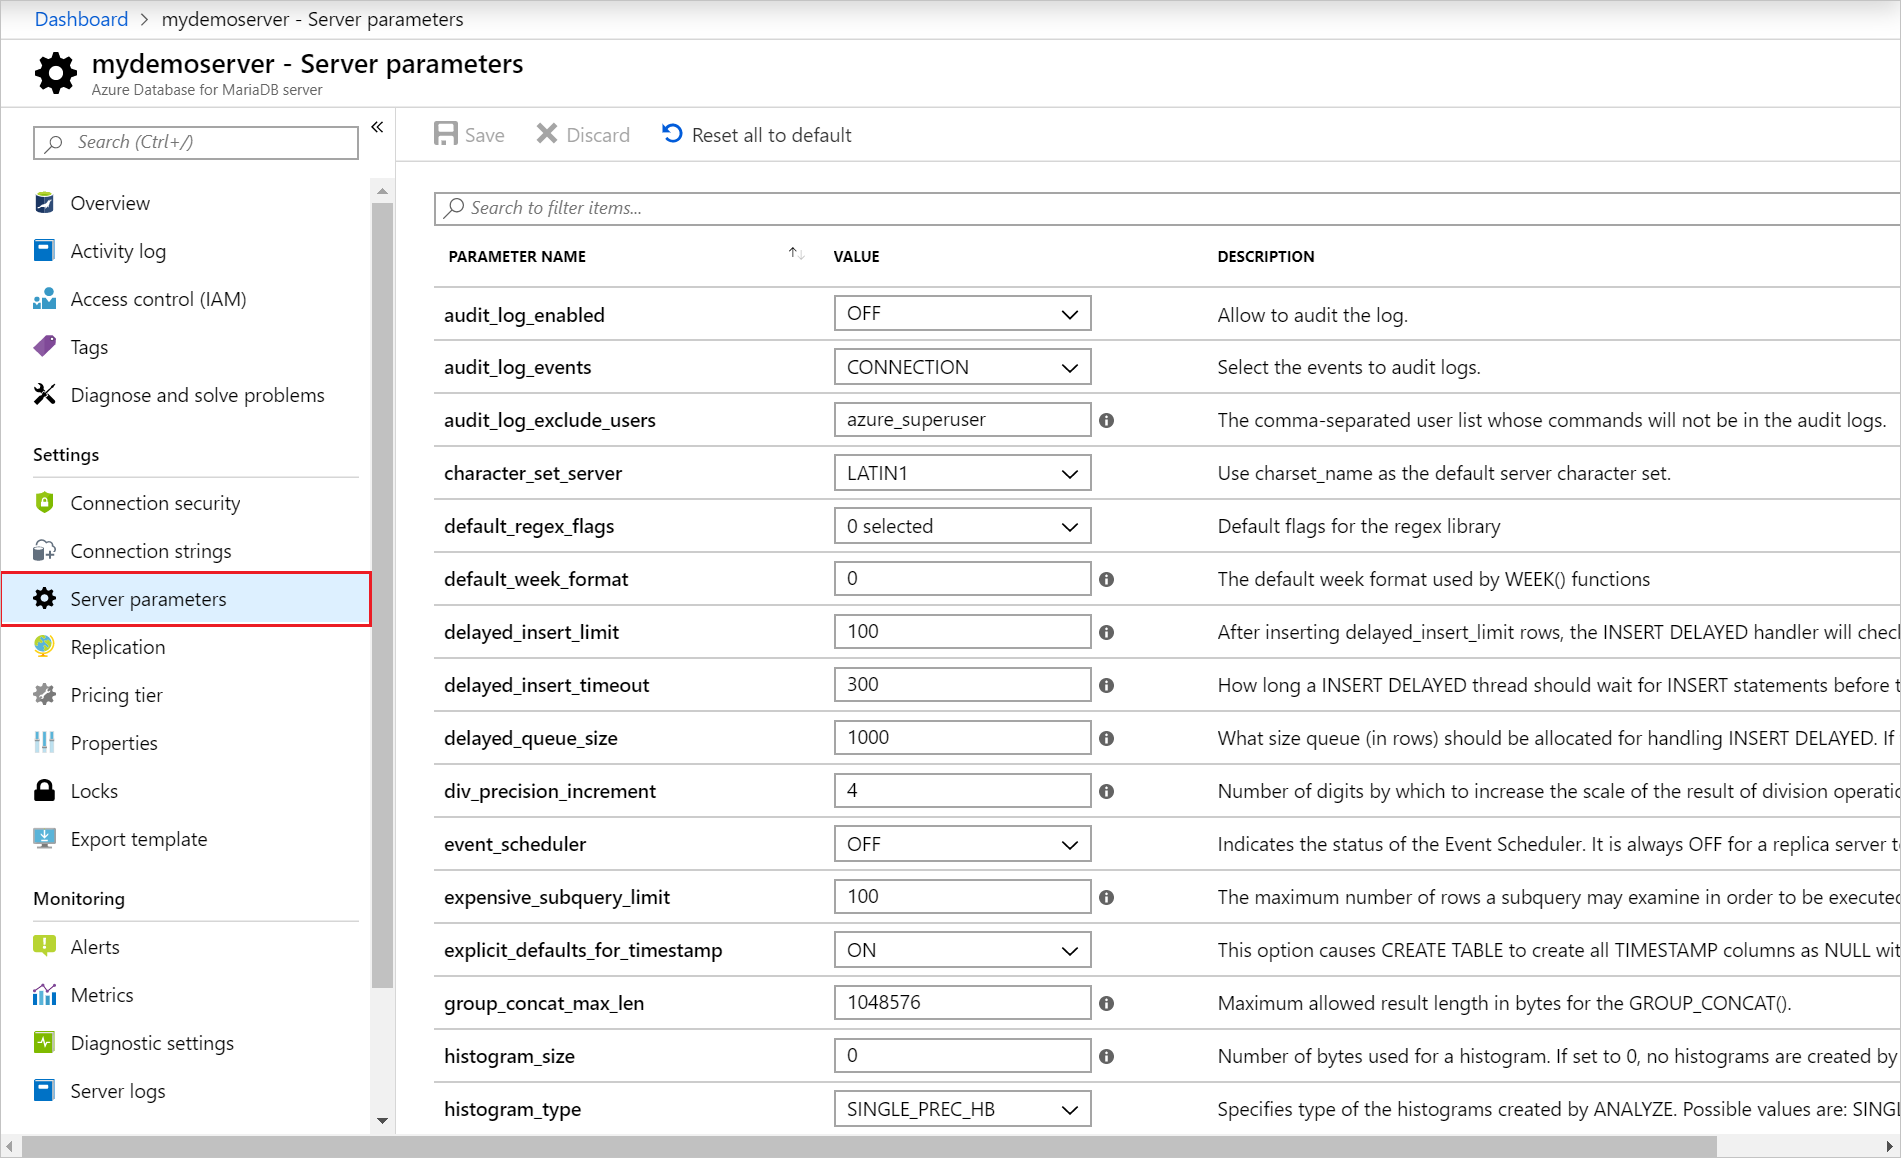 Dashboard > mydemoserver - Server parameters
mydemoserver - Server parameters
Azure Database for MariaDB server
Search (Ctrl+/)
«
Overview
Activity log
Access control (IAM)
Tags
Diagnose and solve problems
Settings
Connection security
Connection strings
Server parameters
Replication
Pricing tier
Properties
Locks
Export template
Monitoring
Alerts
Metrics
Diagnostic settings
Server logs
Save Discard Reset all to default
Search to filter items...
PARAMETER NAME VALUE DESCRIPTION
audit_log_enabled OFF Allow to audit the log.
audit_log_events CONNECTION Select the events to audit logs.
audit_log_exclude_users azure_superuser The comma-separated user list whose commands will not be in the audit logs.
character_set_server LATIN1 Use charset_name as the default server character set.
default_regex_flags 0 selected Default flags for the regex library
default_week_format 0 The default week format used by WEEK() functions
delayed_insert_limit 100 After inserting delayed_insert_limit rows, the INSERT DELAYED handler will chec
delayed_insert_timeout 300 How long a INSERT DELAYED thread should wait for INSERT statements before t
delayed_queue_size 1000 What size queue (in rows) should be allocated for handling INSERT DELAYED. If
div_precision_increment 4 Number of digits by which to increase the scale of the result of division operatio
event_scheduler OFF Indicates the status of the Event Scheduler. It is always OFF for a replica server t
expensive_subquery_limit 100 The maximum number of rows a subquery may examine in order to be executed
explicit_defaults_for_timestamp ON This option causes CREATE TABLE to create all TIMESTAMP columns as NULL wit
group_concat_max_len 1048576 Maximum allowed result length in bytes for the GROUP_CONCAT().
histogram_size 0 Number of bytes used for a histogram. If set to 0, no histograms are created by
histogram_type SINGLE_PREC_HB Specifies type of the histograms created by ANALYZE. Possible values are: SINGL